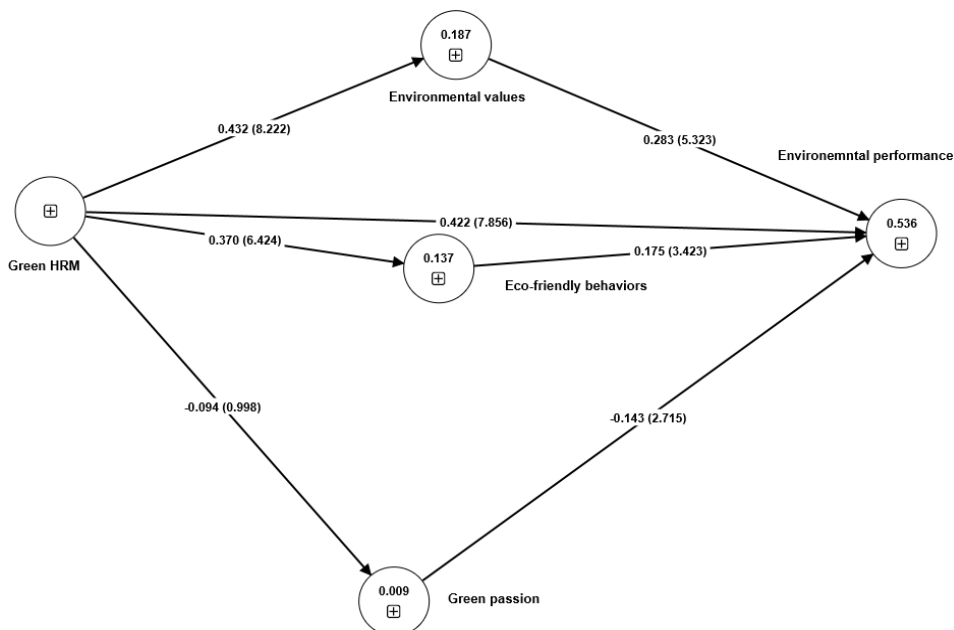 0.187
Environmental values
0.432 (8.222)
0.283 (5.323)
Environemntal performance
0.422 (7.856)
0.536
0.370 (6.424)
0.175 (3.423)
Green HRM
0.137
Eco-friendly behaviors
-0.094 (0.998)
-0.143 (2.715)
0.009
Green passion